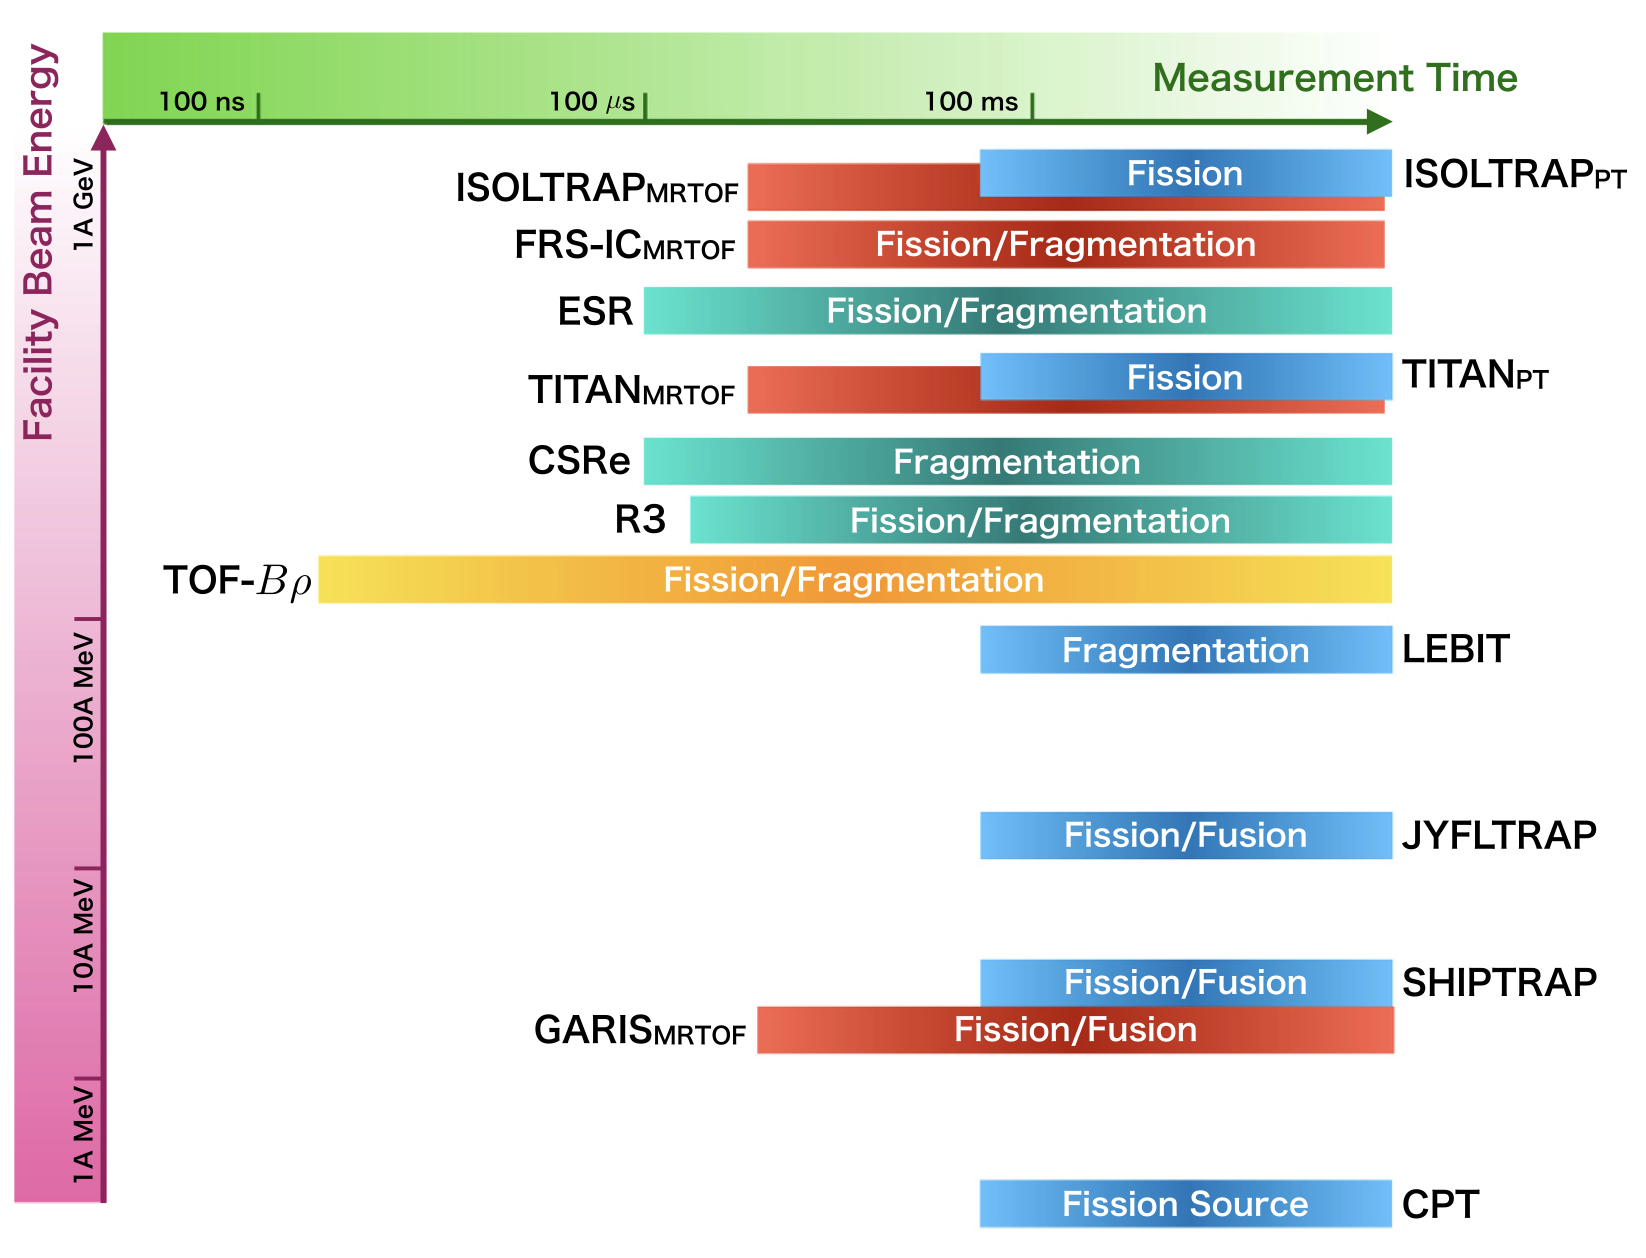 Facility Beam Energy
Measurement Time
100 ns
100 μs
100 ms
1A GeV
100A MeV
10A MeV
1A MeV
ISOLTRAPMRTOF
Fission
ISOLTRAPPT
FRS-ICMRTOF
Fission/Fragmentation
ESR
Fission/Fragmentation
TITANMRTOF
Fission
TITANPT
CSRe
Fragmentation
R3
Fission/Fragmentation
TOF-Bρ
Fission/Fragmentation
Fragmentation
LEBIT
Fission/Fusion
JYFLTRAP
Fission/Fusion
SHIPTRAP
GARISMRTOF
Fission/Fusion
Fission Source
CPT